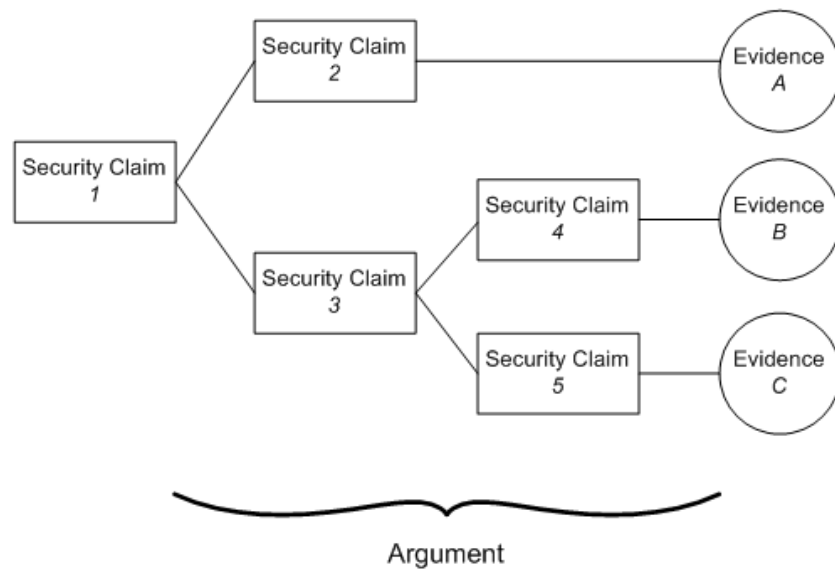 Security Claim
2
Evidence
A
Security Claim
1
Security Claim
4
Evidence
B
Security Claim
3
Security Claim
5
Evidence
C
Argument